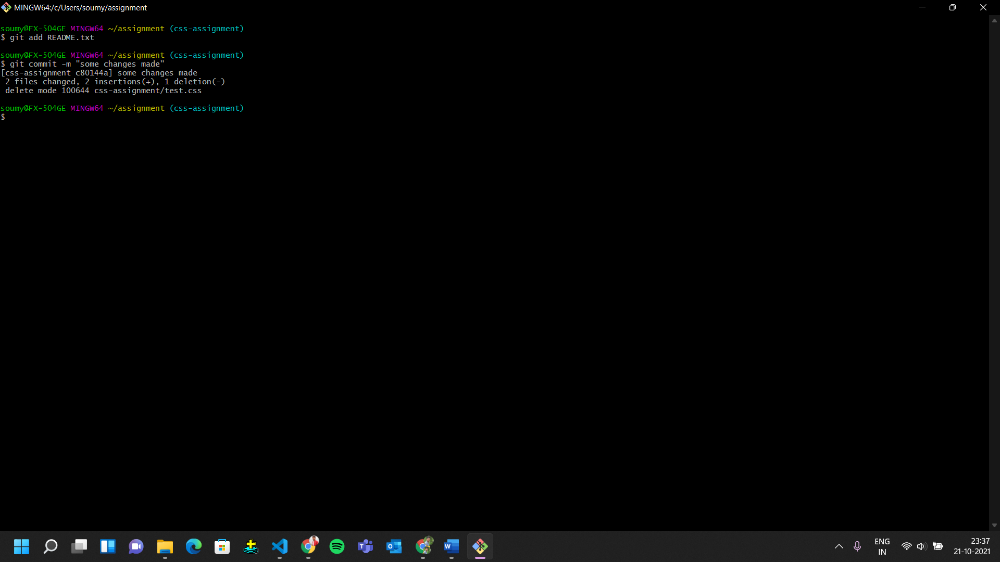 MINGW64:/c/Users/soumy/assignment
soumy@FX-504GE MINGW64 ~/assignment (css-assignment)
$ git add README.txt
soumy@FX-504GE MINGW64 ~/assignment (css-assignment)
$ git commit -m "some changes made"
[css-assignment c80144a] some changes made
 2 files changed, 2 insertions(+), 1 deletion(-)
 delete mode 100644 css-assignment/test.css
soumy@FX-504GE MINGW64 ~/assignment (css-assignment)
$
ENG
IN
23:37
21-10-2021